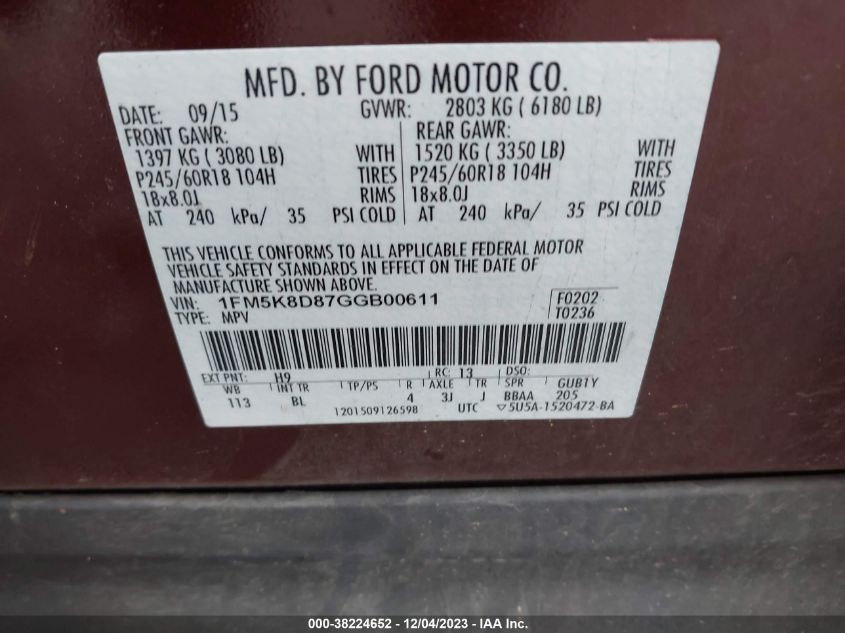 MFD. BY FORD MOTOR CO.
DATE: 09/15 GVWR: 2803 KG ( 6180 LB)
FRONT GAWR: REAR GAWR:
1397 KG ( 3080 LB) WITH 1520 KG ( 3350 LB) WITH
P245/60R18 104H TIRES P245/60R18 104H TIRES
18x8.0J RIMS 18x8.0J RIMS
AT 240 kPa/ 35 PSI COLD AT 240 kPa/ 35 PSI COLD
THIS VEHICLE CONFORMS TO ALL APPLICABLE FEDERAL MOTOR
VEHICLE SAFETY STANDARDS IN EFFECT ON THE DATE OF
MANUFACTURE SHOWN ABOVE.
VIN: 1FM5K8D87GGB00611 F0202
TYPE: MPV T0236
EXT PNT: H9 RC: 13 DSO:
WB INT TR TP/PS R AXLE TR SPR GUB1Y
113 BL 4 3J J BBAA 205
1201509126598 UTC ▽5U5A-1520472-BA
000-38224652 - 12/04/2023 - IAA Inc.